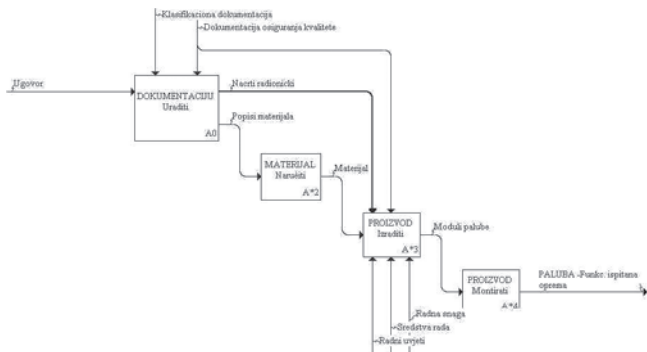 Klasifikaciona dokumentacija
Dokumentacija osiguranja kvalitete
Ugovor
Nacrti radionicki
DOKUMENTACIJU
Uraditi
A0
Popisi materijala
MATERIJAL
Naručiti
A*2
Materijal
PROIZVOD
Izraditi
A*3
Moduli palube
PROIZVOD
Montirati
A*4
PALUBA -Funkc. ispitana
oprema
Radna snaga
Sredstva rada
Radni uvjeti